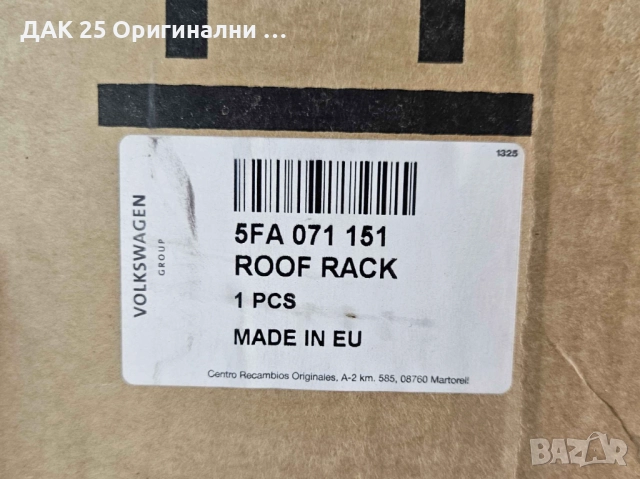 ДАК 25 Оригинални ...
1325
VOLKSWAGEN
GROUP
5FA 071 151
ROOF RACK
1 PCS
MADE IN EU
Centro Recambios Originales, A-2 km. 585, 08760 Martorell
BAZAR